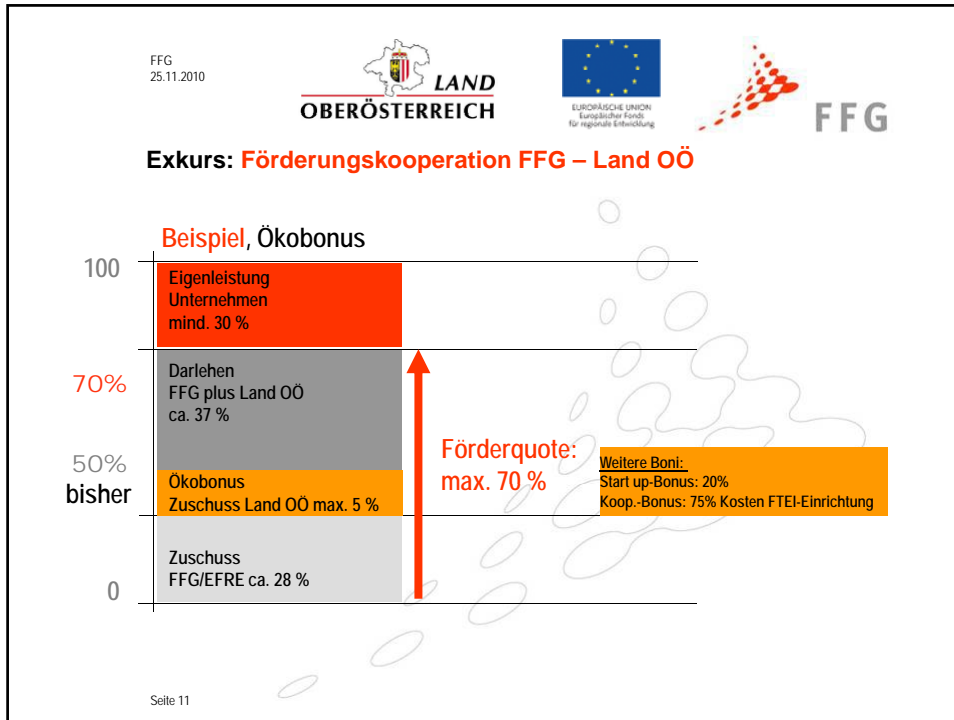 FFG
25.11.2010
LAND
OBERÖSTERREICH
EUROPÄISCHE UNION
Europäischer Fonds
für regionale Entwicklung
FFG
Exkurs: Förderungskooperation FFG – Land OÖ
Beispiel, Ökobonus
100
Eigenleistung
Unternehmen
mind. 30 %
70%
Darlehen
FFG plus Land OÖ
ca. 37 %
50%
bisher
Ökobonus
Zuschuss Land OÖ max. 5 %
Förderquote:
max. 70 %
Weitere Boni:
Start up-Bonus: 20%
Koop.-Bonus: 75% Kosten FTEI-Einrichtung
Zuschuss
FFG/EFRE ca. 28 %
0
Seite 11